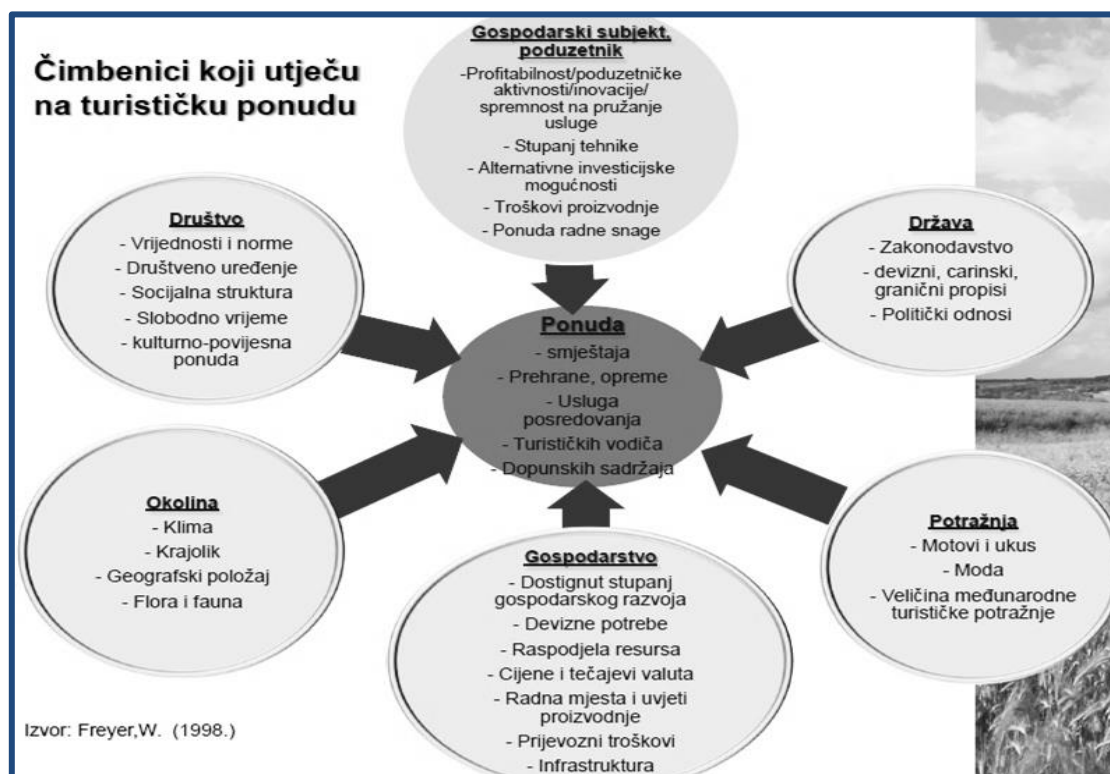 Čimbenici koji utječu
na turističku ponudu
Gospodarski subjekt,
poduzetnik
-Profitabilnost/poduzetničke
aktivnosti/inovacije/
spremnost na pružanje
usluge
- Stupanj tehnike
- Alternativne investicijske
mogućnosti
- Troškovi proizvodnje
- Ponuda radne snage
Društvo
- Vrijednosti i norme
- Društveno uređenje
- Socijalna struktura
- Slobodno vrijeme
- kulturno-povijesna
ponuda
Država
- Zakonodavstvo
- devizni, carinski,
granični propisi
- Politički odnosi
Ponuda
- smještaja
- Prehrane, opreme
- Usluga
posredovanja
- Turističkih vodiča
- Dopunskih sadržaja
Okolina
- Klima
- Krajolik
- Geografski položaj
- Flora i fauna
Gospodarstvo
- Dostignut stupanj
gospodarskog razvoja
- Devizne potrebe
- Raspodjela resursa
- Cijene i tečajevi valuta
- Radna mjesta i uvjeti
proizvodnje
- Prijevozni troškovi
- Infrastruktura
Potražnja
- Motovi i ukus
- Moda
- Veličina međunarodne
turističke potražnje
Izvor: Freyer,W. (1998.)